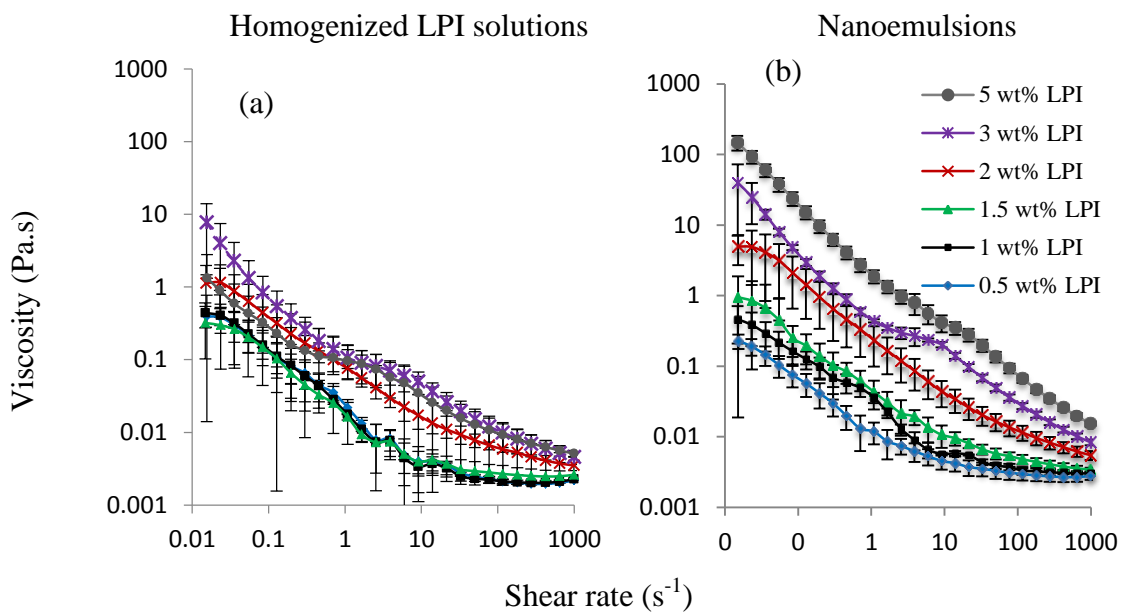 Homogenized LPI solutions
Nanoemulsions
Viscosity (Pa.s)
(a)
1000
100
10
1
0.1
0.01
0.001
0.01 0.1 1 10 100 1000
(b)
1000
100
10
1
0.1
0.01
0.001
0 0 1 10 100 1000
5 wt% LPI
3 wt% LPI
2 wt% LPI
1.5 wt% LPI
1 wt% LPI
0.5 wt% LPI
Shear rate (s⁻¹)